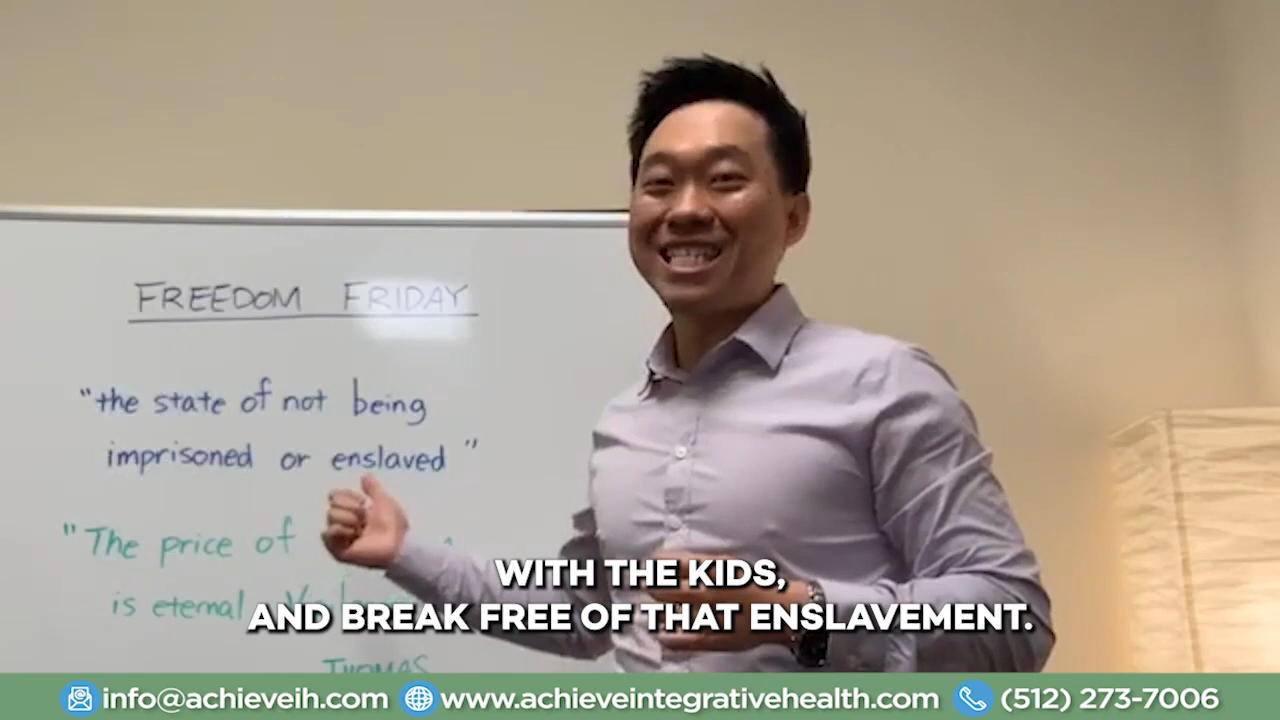 FREEDOM FRIDAY
"the state of not being
imprisoned or enslaved"
"The price of
is eternal
THOMAS
WITH THE KIDS,
AND BREAK FREE OF THAT ENSLAVEMENT.
info@achieveih.com www.achieveintegrativehealth.com (512) 273-7006